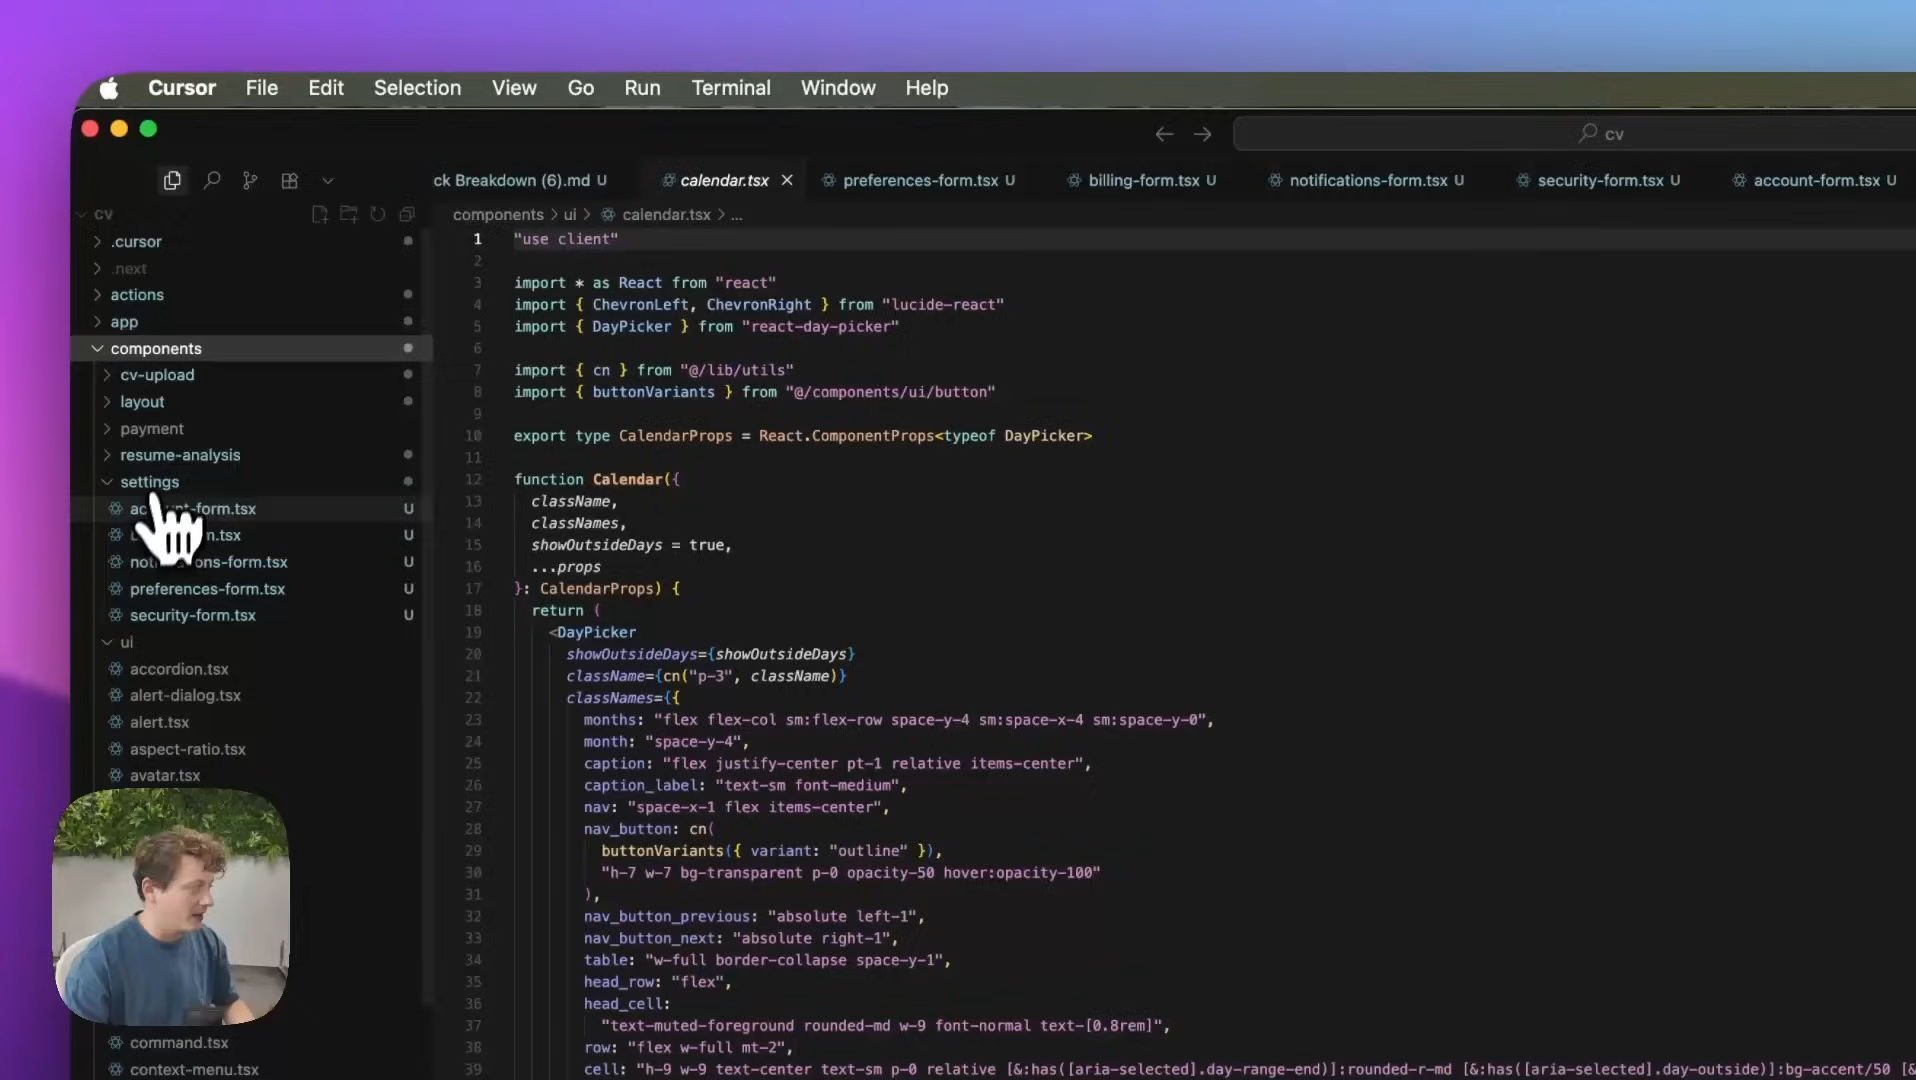 Cursor File Edit Selection View Go Run Terminal Window Help
cv
ck Breakdown (6).md U calendar.tsx preferences-form.tsx U billing-form.tsx U notifications-form.tsx U security-form.tsx U account-form.tsx U
CV
components > ui > calendar.tsx > ...
.cursor
.next
actions
app
components
cv-upload
layout
payment
resume-analysis
settings
-form.tsx U
.tsx U
ons-form.tsx U
preferences-form.tsx U
security-form.tsx U
ui
accordion.tsx
alert-dialog.tsx
alert.tsx
aspect-ratio.tsx
avatar.tsx
command.tsx
context-menu.tsx
1 "use client"
2
3 import * as React from "react"
4 import { ChevronLeft, ChevronRight } from "lucide-react"
5 import { DayPicker } from "react-day-picker"
6
7 import { cn } from "@/lib/utils"
8 import { buttonVariants } from "@/components/ui/button"
9
10 export type CalendarProps = React.ComponentProps<typeof DayPicker>
11
12 function Calendar({
13 className,
14 classNames,
15 showOutsideDays = true,
16 ...props
17 }: CalendarProps) {
18 return (
19 <DayPicker
20 showOutsideDays={showOutsideDays}
21 className={cn("p-3", className)}
22 classNames={{
23 months: "flex flex-col sm:flex-row space-y-4 sm:space-x-4 sm:space-y-0",
24 month: "space-y-4",
25 caption: "flex justify-center pt-1 relative items-center",
26 caption_label: "text-sm font-medium",
27 nav: "space-x-1 flex items-center",
28 nav_button: cn(
29 buttonVariants({ variant: "outline" }),
30 "h-7 w-7 bg-transparent p-0 opacity-50 hover:opacity-100"
31 ),
32 nav_button_previous: "absolute left-1",
33 nav_button_next: "absolute right-1",
34 table: "w-full border-collapse space-y-1",
35 head_row: "flex",
36 head_cell:
37 "text-muted-foreground rounded-md w-9 font-normal text-[0.8rem]",
38 row: "flex w-full mt-2",
39 cell: "h-9 w-9 text-center text-sm p-0 relative [&:has([aria-selected].day-range-end)]:rounded-r-md [&:has([aria-selected].day-outside)]:bg-accent/50 [&